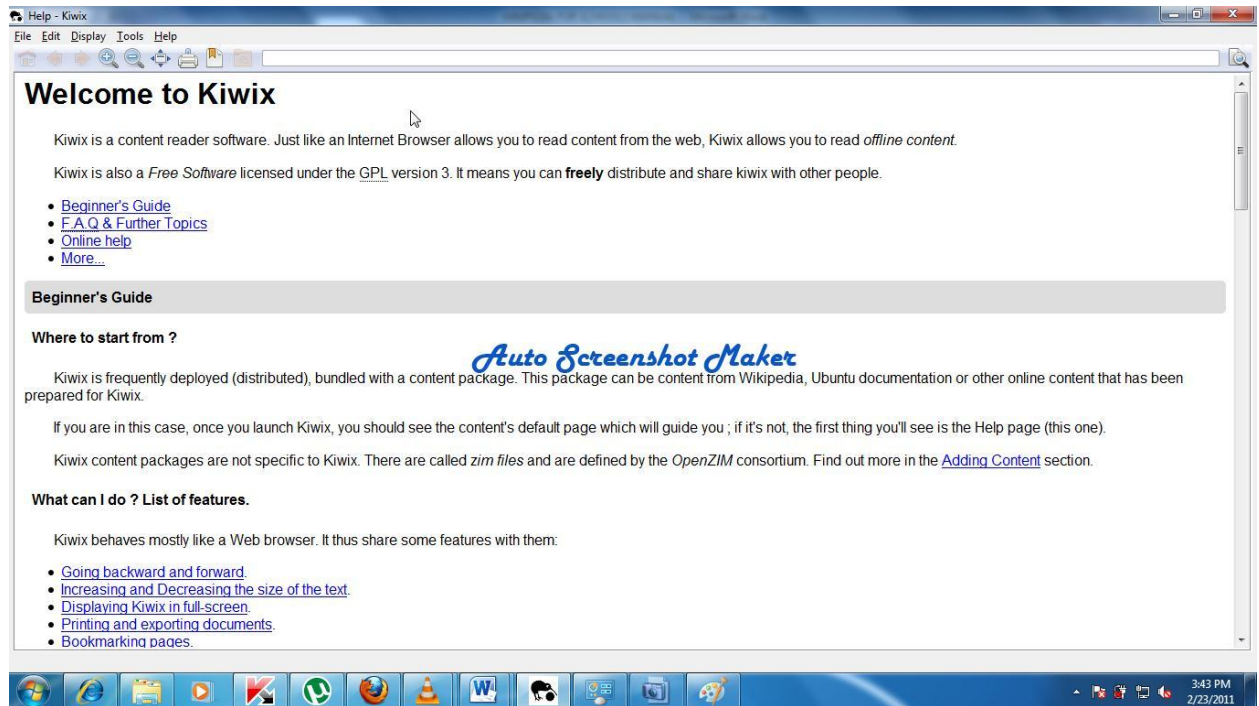 Help - Kiwix
File Edit Display Tools Help
Welcome to Kiwix
Kiwix is a content reader software. Just like an Internet Browser allows you to read content from the web, Kiwix allows you to read offline content.
Kiwix is also a Free Software licensed under the GPL version 3. It means you can freely distribute and share kiwix with other people.
Beginner's Guide
F.A.Q & Further Topics
Online help
More...
Beginner's Guide
Where to start from ?
Auto Screenshot Maker
Kiwix is frequently deployed (distributed), bundled with a content package. This package can be content from Wikipedia, Ubuntu documentation or other online content that has been
prepared for Kiwix.
If you are in this case, once you launch Kiwix, you should see the content's default page which will guide you ; if it's not, the first thing you'll see is the Help page (this one).
Kiwix content packages are not specific to Kiwix. There are called zim files and are defined by the OpenZIM consortium. Find out more in the Adding Content section.
What can I do ? List of features.
Kiwix behaves mostly like a Web browser. It thus share some features with them:
Going backward and forward.
Increasing and Decreasing the size of the text.
Displaying Kiwix in full-screen.
Printing and exporting documents.
Bookmarking pages.
3:43 PM
2/23/2011